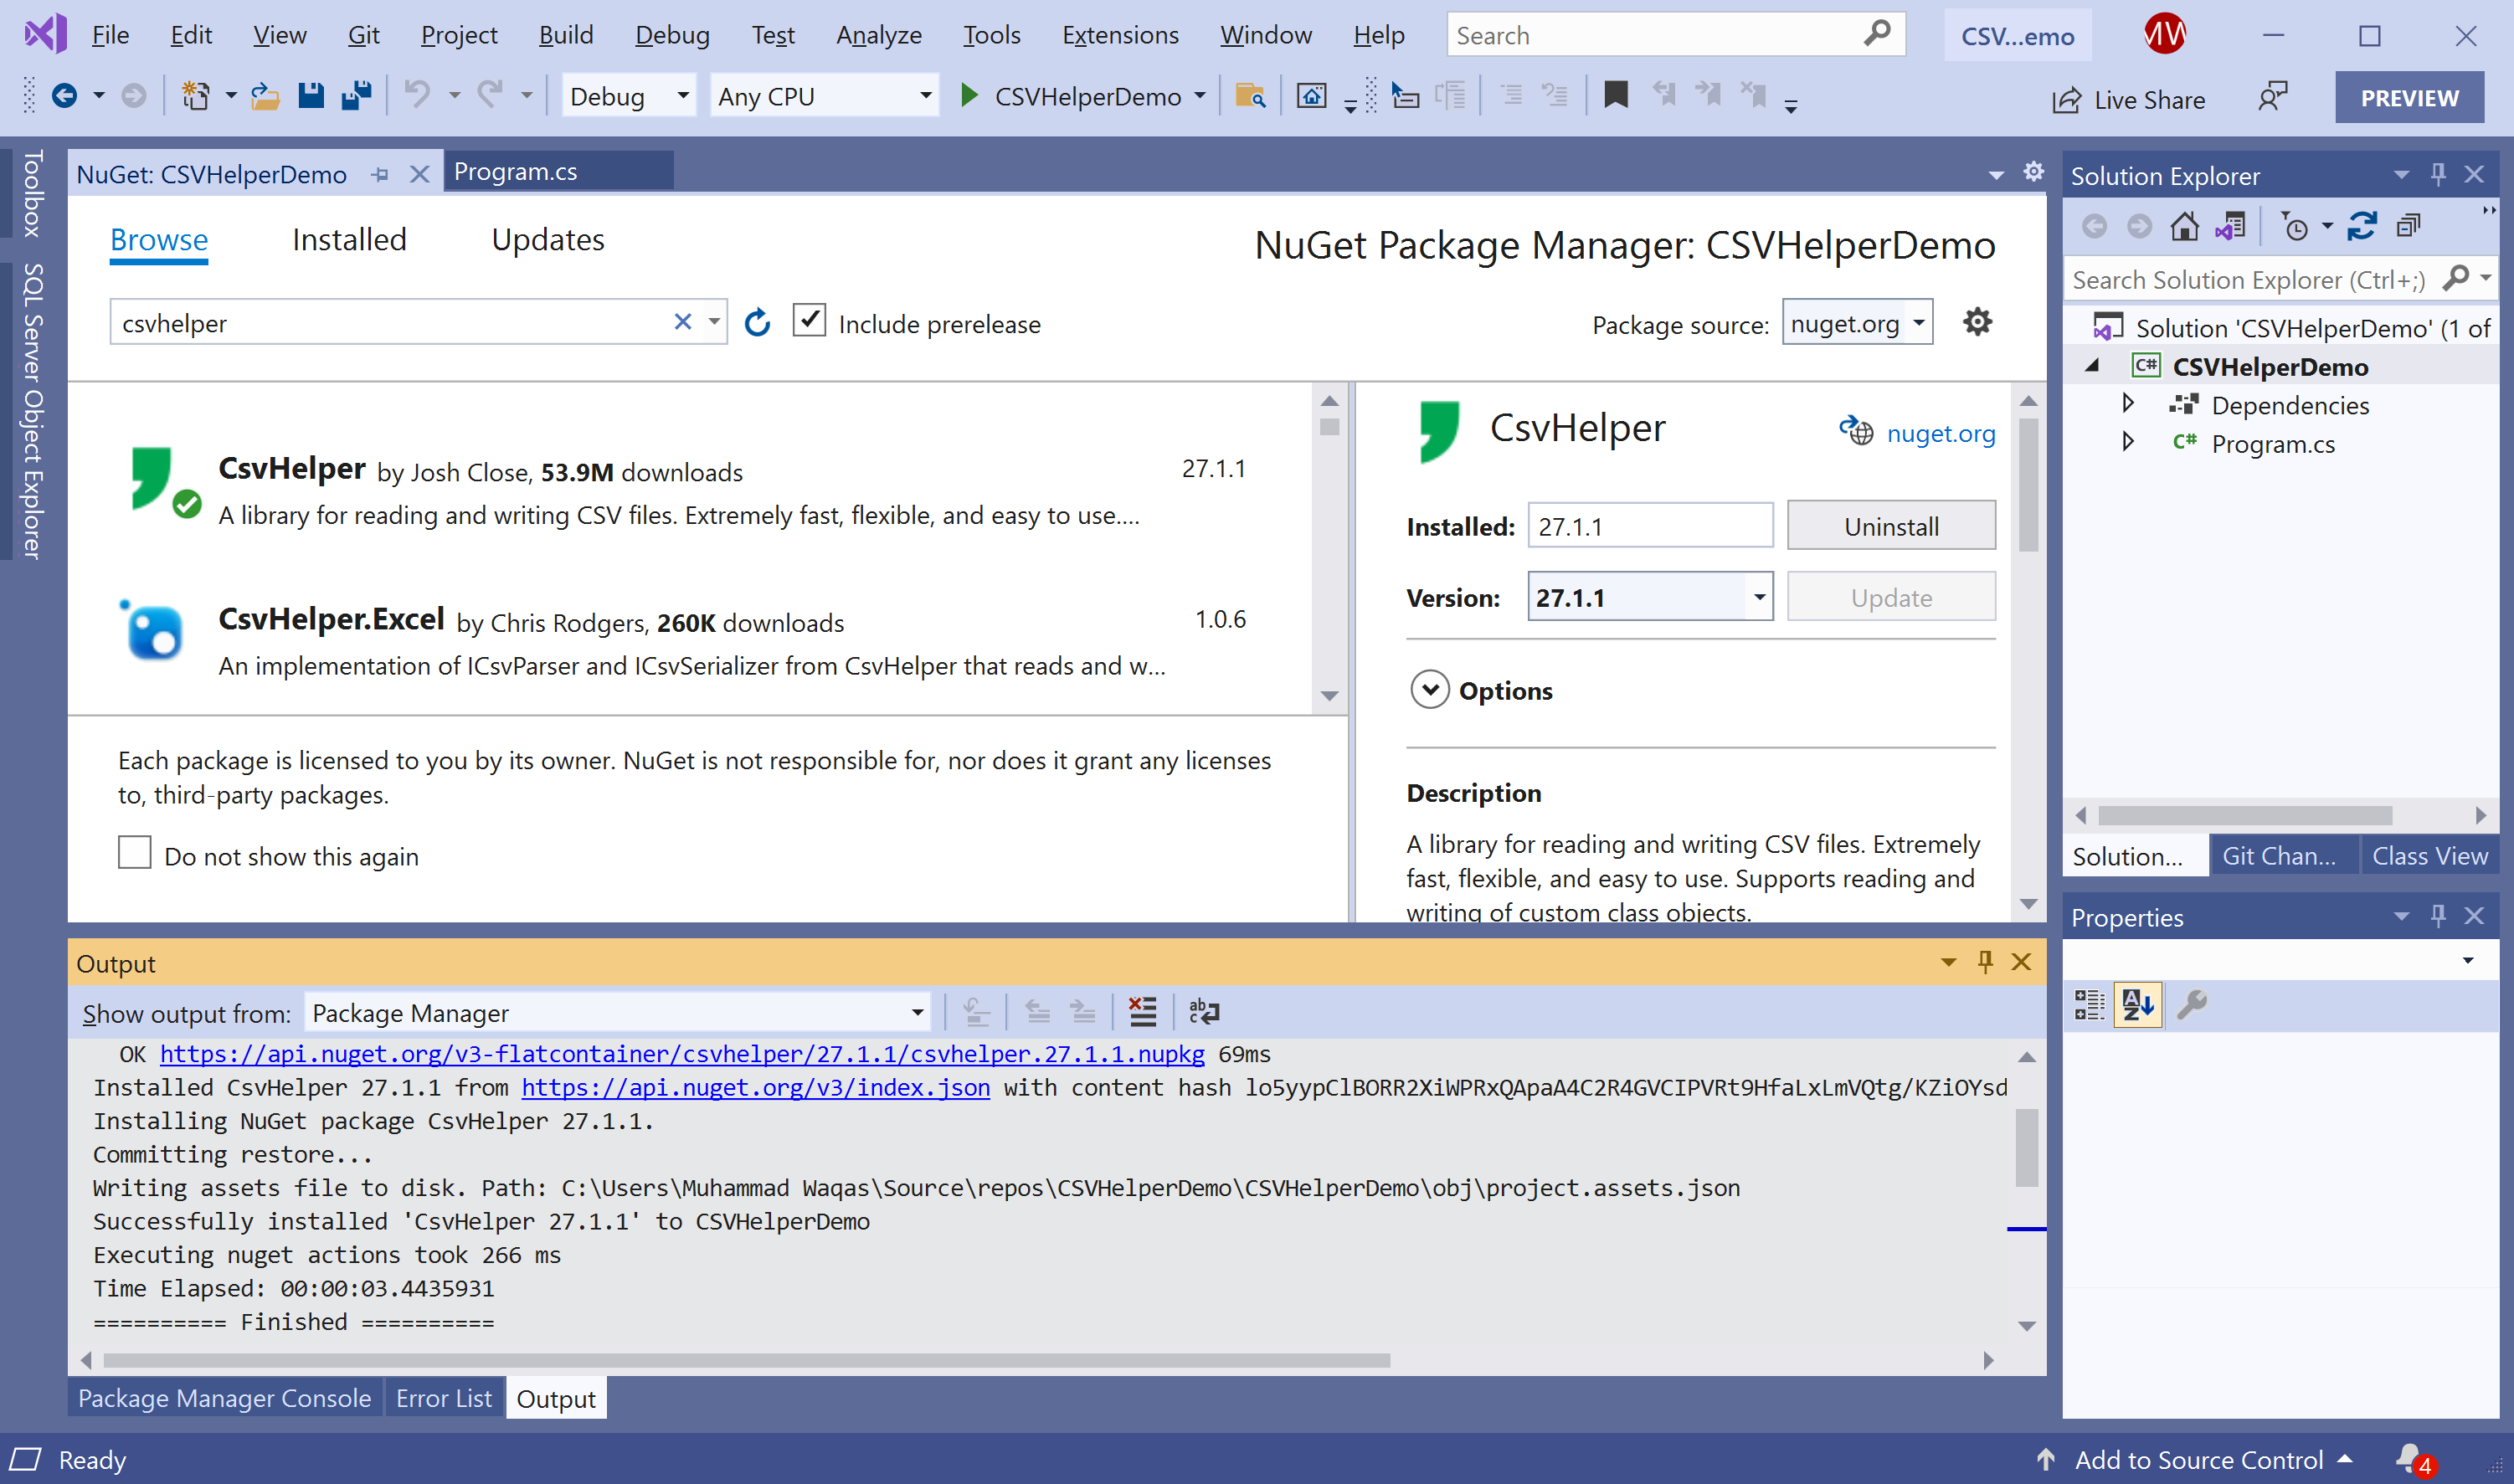 File Edit View Git Project Build Debug Test Analyze Tools Extensions Window Help Search CSV...emo MW
Debug Any CPU CSVHelperDemo Live Share PREVIEW
Toolbox
SQL Server Object Explorer
NuGet: CSVHelperDemo Program.cs
Browse Installed Updates NuGet Package Manager: CSVHelperDemo
csvhelper Include prerelease Package source: nuget.org
CsvHelper by Josh Close, 53.9M downloads 27.1.1
A library for reading and writing CSV files. Extremely fast, flexible, and easy to use....
CsvHelper.Excel by Chris Rodgers, 260K downloads 1.0.6
An implementation of ICsvParser and ICsvSerializer from CsvHelper that reads and w...
Each package is licensed to you by its owner. NuGet is not responsible for, nor does it grant any licenses
to, third-party packages.
Do not show this again
CsvHelper nuget.org
Installed: 27.1.1 Uninstall
Version: 27.1.1 Update
Options
Description
A library for reading and writing CSV files. Extremely
fast, flexible, and easy to use. Supports reading and
writing of custom class objects.
Solution Explorer
Search Solution Explorer (Ctrl+;)
Solution 'CSVHelperDemo' (1 of
C# CSVHelperDemo
Dependencies
C# Program.cs
Solution... Git Chan... Class View
Properties
Output
Show output from: Package Manager
OK https://api.nuget.org/v3-flatcontainer/csvhelper/27.1.1/csvhelper.27.1.1.nupkg 69ms
Installed CsvHelper 27.1.1 from https://api.nuget.org/v3/index.json with content hash lo5yypClBORR2XiWPRxQApaA4C2R4GVCIPVRt9HfaLxLmVQtg/KZiOYsd
Installing NuGet package CsvHelper 27.1.1.
Committing restore...
Writing assets file to disk. Path: C:\Users\Muhammad Waqas\Source\repos\CSVHelperDemo\CSVHelperDemo\obj\project.assets.json
Successfully installed 'CsvHelper 27.1.1' to CSVHelperDemo
Executing nuget actions took 266 ms
Time Elapsed: 00:00:03.4435931
========== Finished ==========
Package Manager Console Error List Output
Ready Add to Source Control 4